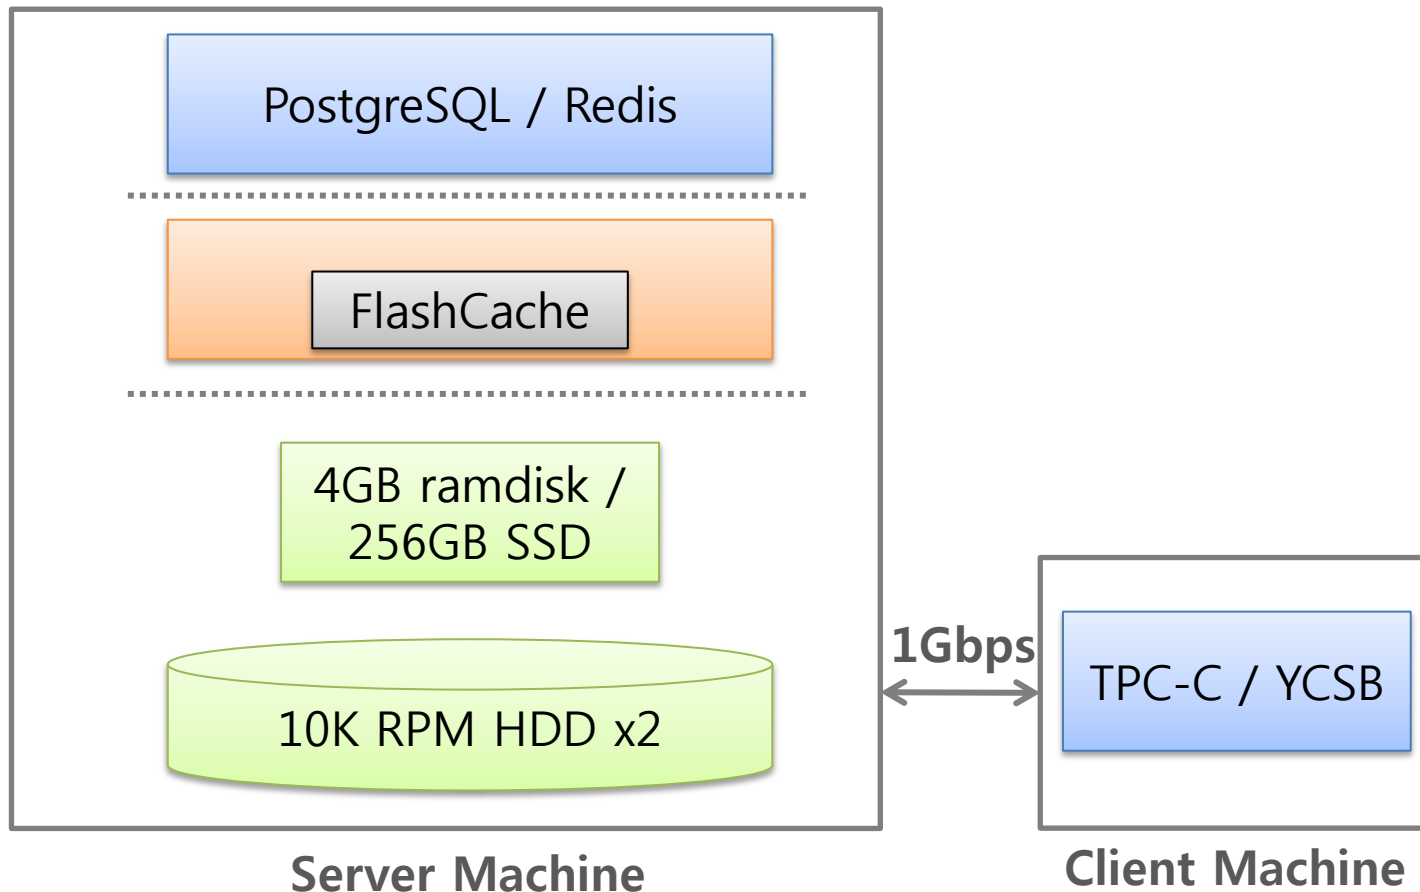 PostgreSQL / Redis
FlashCache
4GB ramdisk /
256GB SSD
10K RPM HDD x2
1Gbps
TPC-C / YCSB
Server Machine
Client Machine